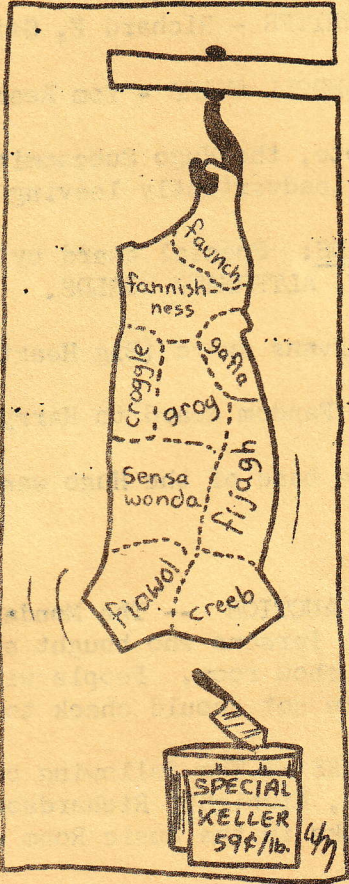 faunch
fannish-
ness
gafia
croggle
grog
Sensa
wonda
fijagh
fiawol
creeb
SPECIAL
KELLER
59¢/lb.